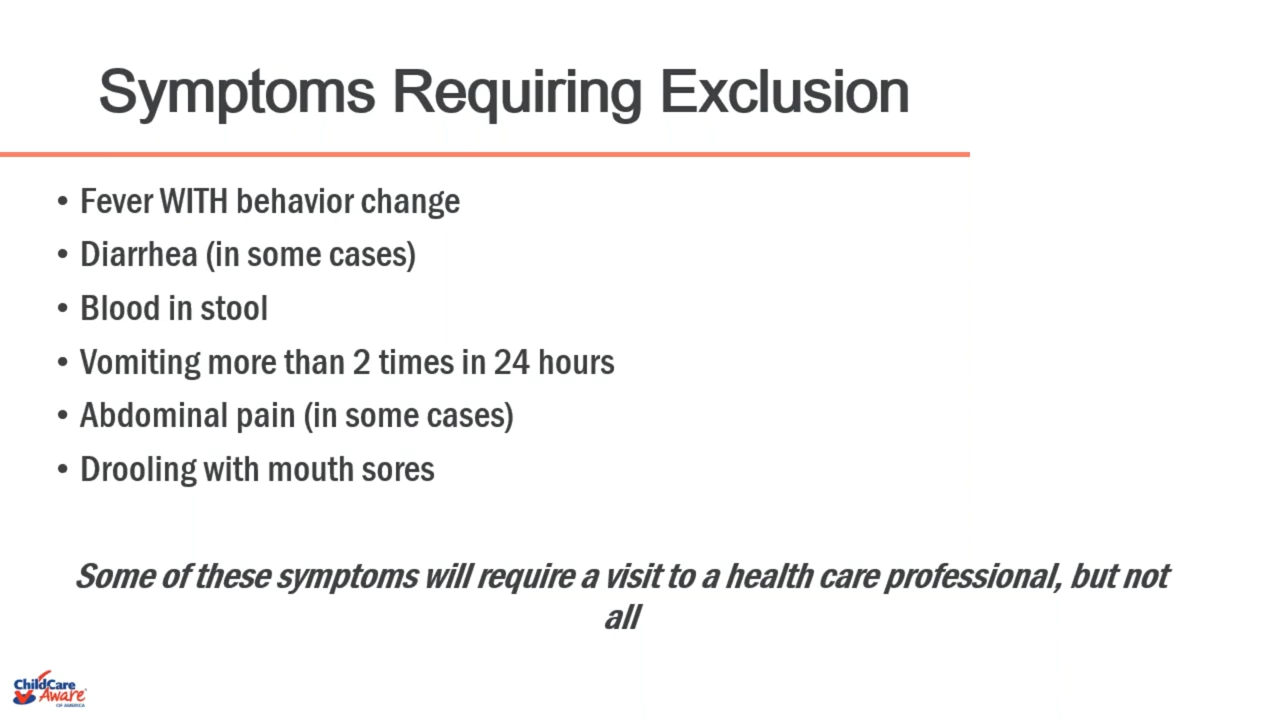 Symptoms Requiring Exclusion
• Fever WITH behavior change
• Diarrhea (in some cases)
• Blood in stool
• Vomiting more than 2 times in 24 hours
• Abdominal pain (in some cases)
• Drooling with mouth sores
Some of these symptoms will require a visit to a health care professional, but not
all
ChildCare
Aware
OF AMERICA